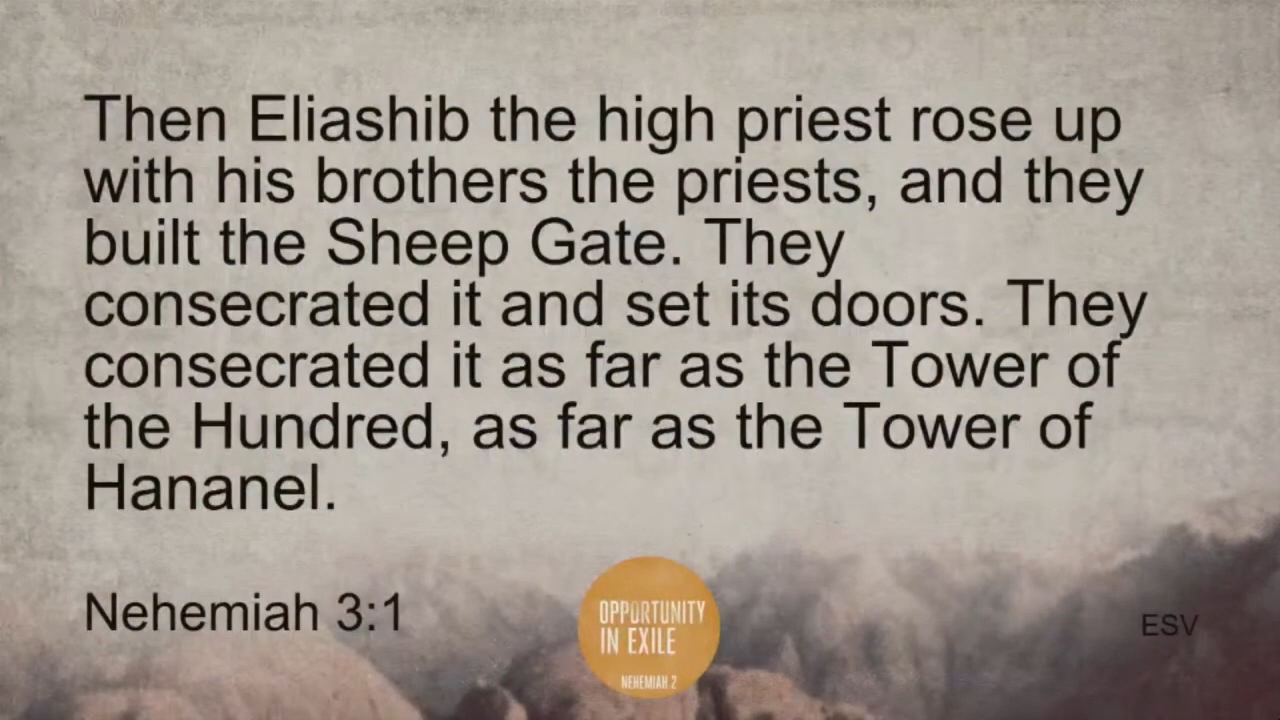 Then Eliashib the high priest rose up
with his brothers the priests, and they
built the Sheep Gate. They
consecrated it and set its doors. They
consecrated it as far as the Tower of
the Hundred, as far as the Tower of
Hananel.
Nehemiah 3:1
OPPORTUNITY
IN EXILE
NEHEMIAH 2
ESV